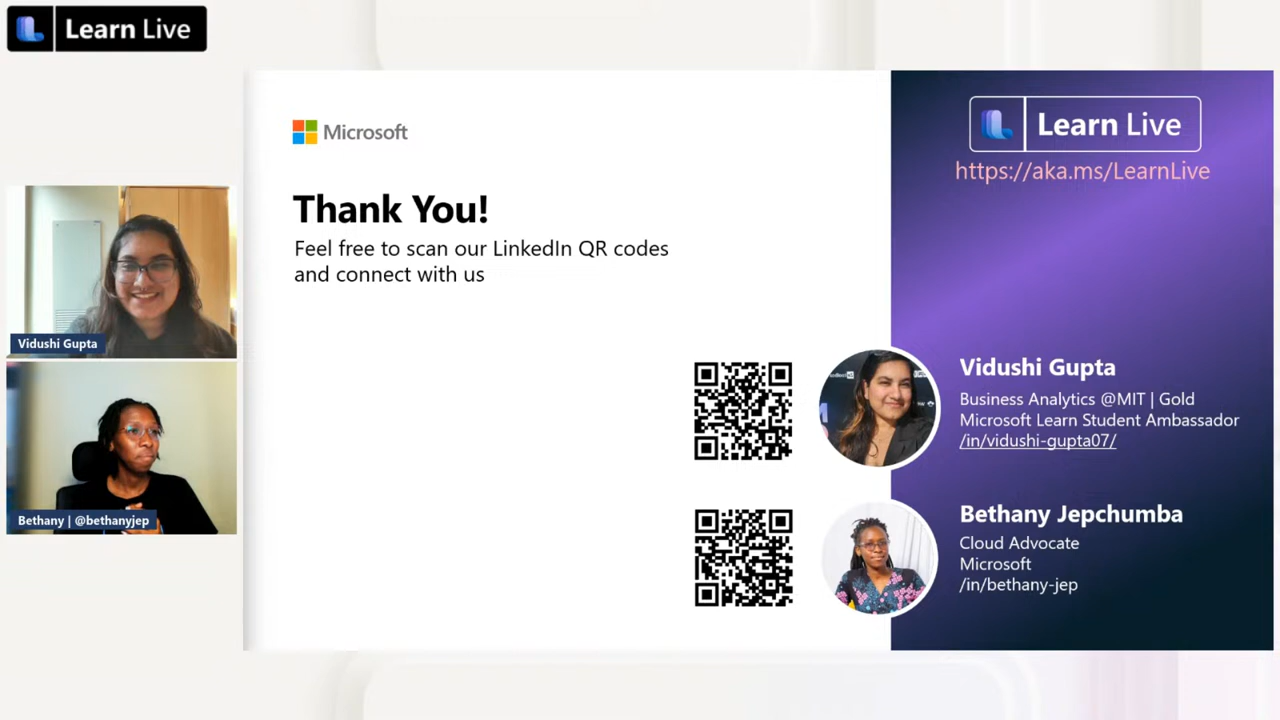 Learn Live
Microsoft
Thank You!
Feel free to scan our LinkedIn QR codes
and connect with us
Learn Live
https://aka.ms/LearnLive
Vidushi Gupta
Bethany | @bethanyjep
Vidushi Gupta
Business Analytics @MIT | Gold
Microsoft Learn Student Ambassador
/in/vidushi-gupta07/
Bethany Jepchumba
Cloud Advocate
Microsoft
/in/bethany-jep